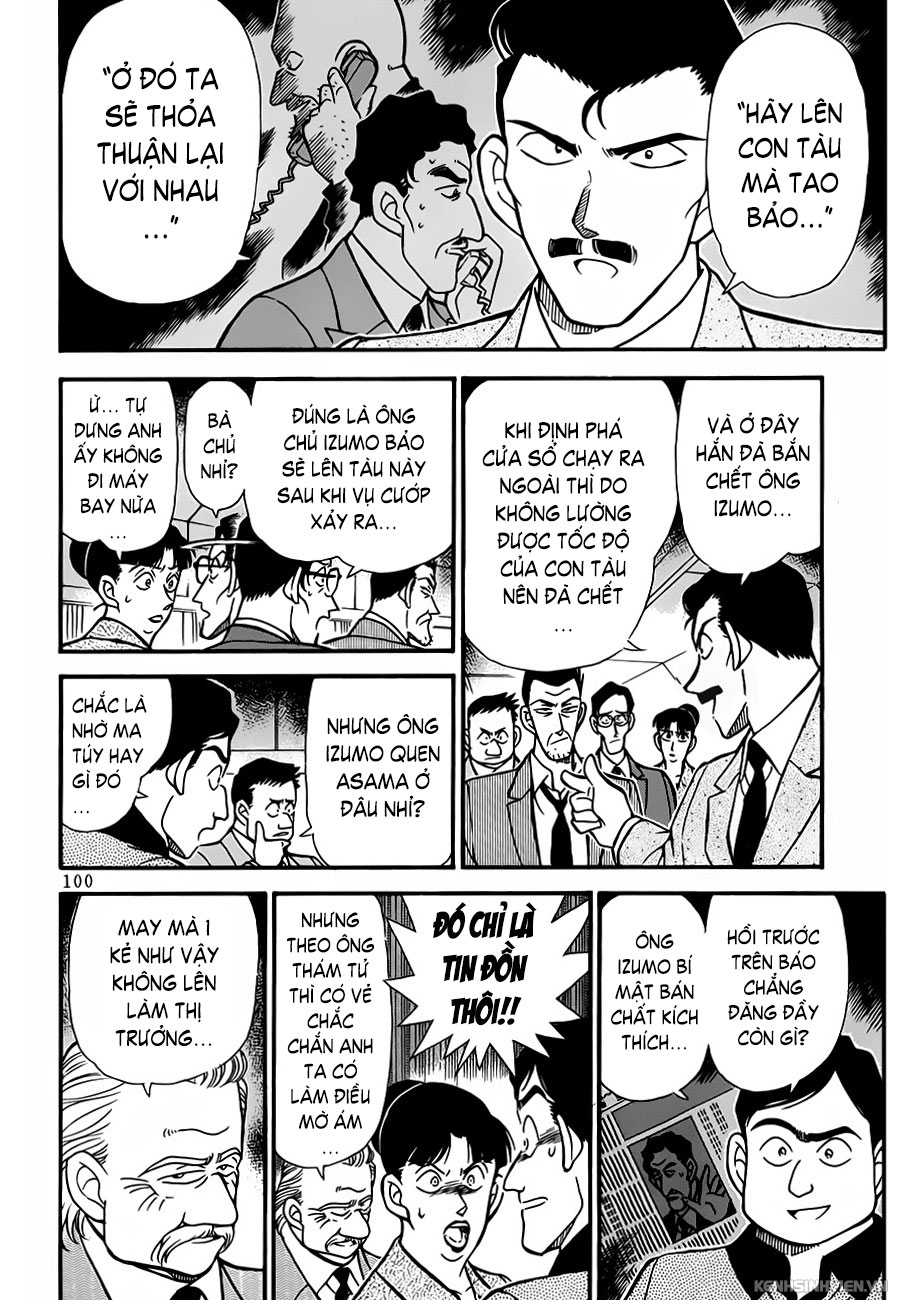 "HÃY LÊN
CON TÀU
MÀ TAO
BẢO..."
"Ở ĐÓ TA
SẼ THỎA
THUẬN LẠI
VỚI NHAU
..."
VÀ Ở ĐÂY
HẮN ĐÃ BẮN
CHẾT ÔNG
IZUMO...
KHI ĐỊNH PHÁ
CỬA SỔ CHẠY RA
NGOÀI THÌ DO
KHÔNG LƯỜNG
ĐƯỢC TỐC ĐỘ
CỦA CON TÀU
NÊN ĐÃ CHẾT
...
ĐÚNG LÀ ÔNG
CHỦ IZUMO BẢO
SẼ LÊN TÀU NÀY
SAU KHI VỤ CƯỚP
XẢY RA...
BÀ
CHỦ
NHỈ?
Ừ... TỰ
DƯNG ANH
ẤY KHÔNG
ĐI MÁY
BAY NỮA
...
NHƯNG ÔNG
IZUMO QUEN
ASAMA Ở
ĐÂU NHỈ?
CHẮC LÀ
NHỜ MA
TÚY HAY
GÌ ĐÓ
...
100
HỒI TRƯỚC
TRÊN BÁO
CHẲNG
ĐĂNG ĐẦY
CÒN GÌ?
ÔNG
IZUMO BÍ
MẬT BÁN
CHẤT KÍCH
THÍCH...
ĐÓ CHỈ LÀ
TIN ĐỒN
THÔI!!
NHƯNG
THEO ÔNG
THÁM TỬ
THÌ CÓ VẺ
CHẮC
CHẮN ANH
TA CÓ
LÀM ĐIỀU
MỜ ÁM
...
MAY MÀ 1
KẺ NHƯ VẬY
KHÔNG LÊN
LÀM THỊ
TRƯỞNG...
KENHSINHVIEN.VN